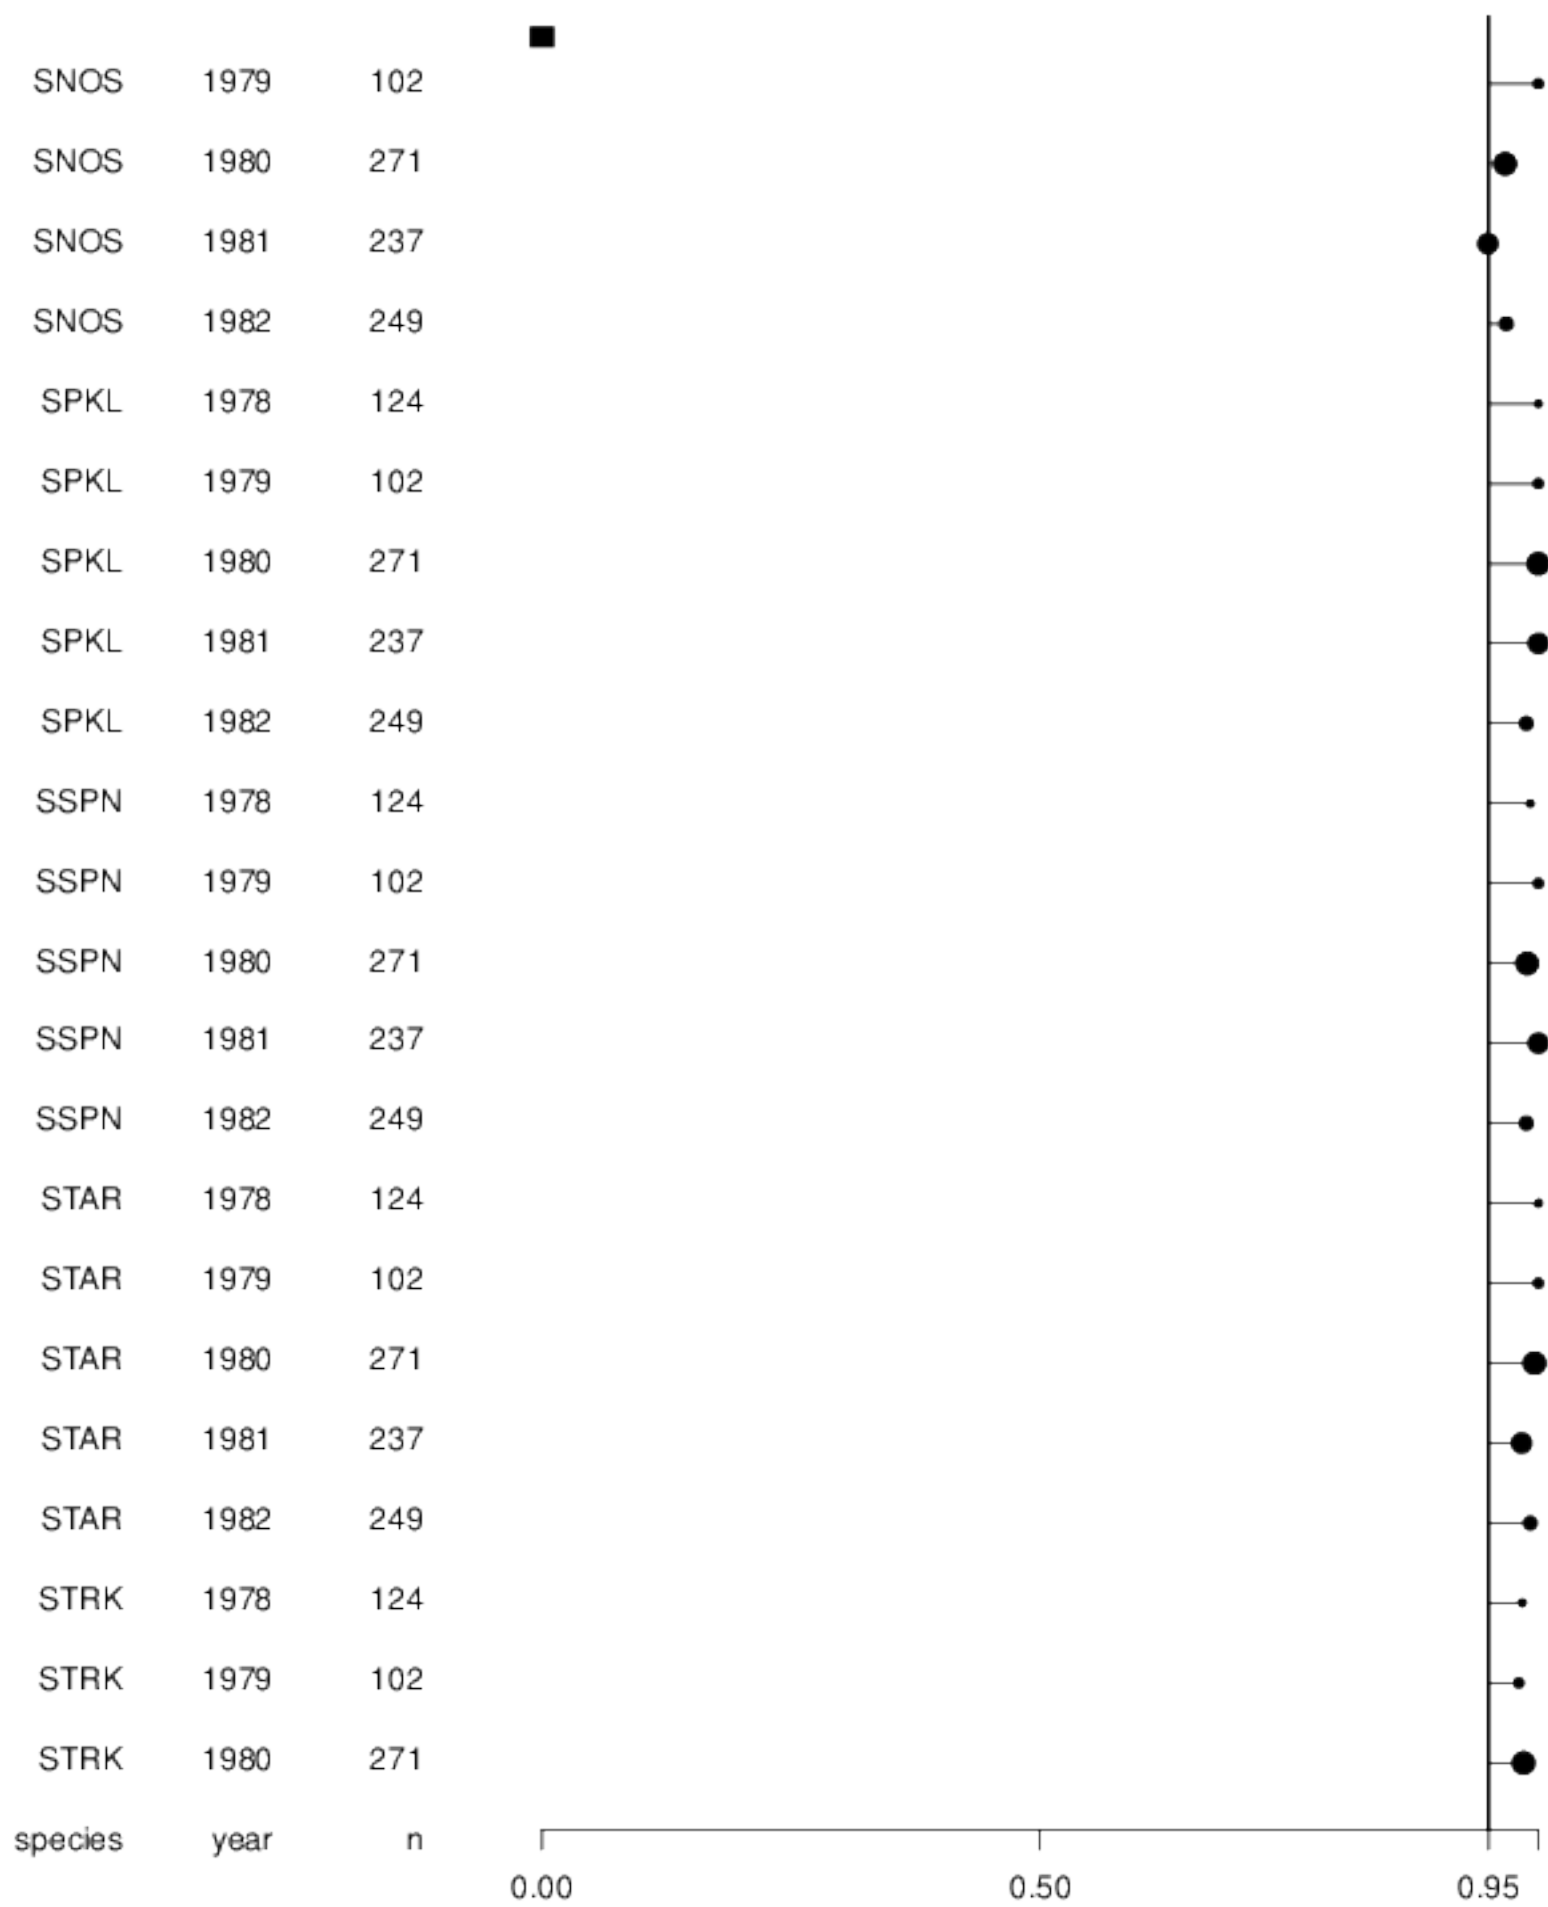 SNOS 1979 102
SNOS 1980 271
SNOS 1981 237
SNOS 1982 249
SPKL 1978 124
SPKL 1979 102
SPKL 1980 271
SPKL 1981 237
SPKL 1982 249
SSPN 1978 124
SSPN 1979 102
SSPN 1980 271
SSPN 1981 237
SSPN 1982 249
STAR 1978 124
STAR 1979 102
STAR 1980 271
STAR 1981 237
STAR 1982 249
STRK 1978 124
STRK 1979 102
STRK 1980 271
species year n
0.00 0.50 0.95